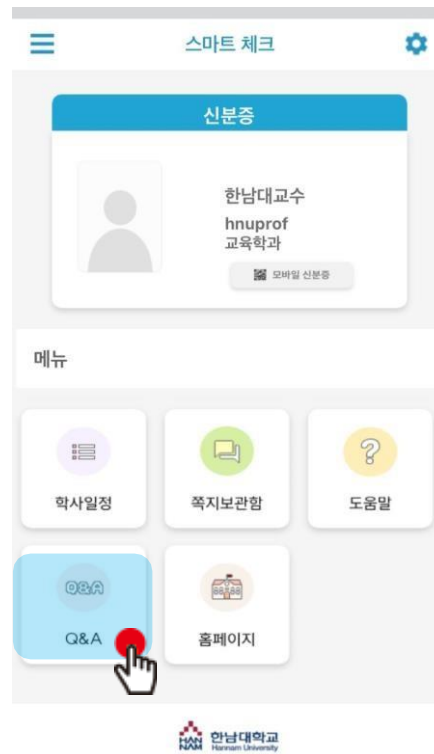 스마트 체크
신분증
한남대교수
hnuprof
교육학과
모바일 신분증
메뉴
학사일정
쪽지보관함
도움말
Q&A
Q&A
홈페이지
HAN
NAM
한남대학교
Hannam University